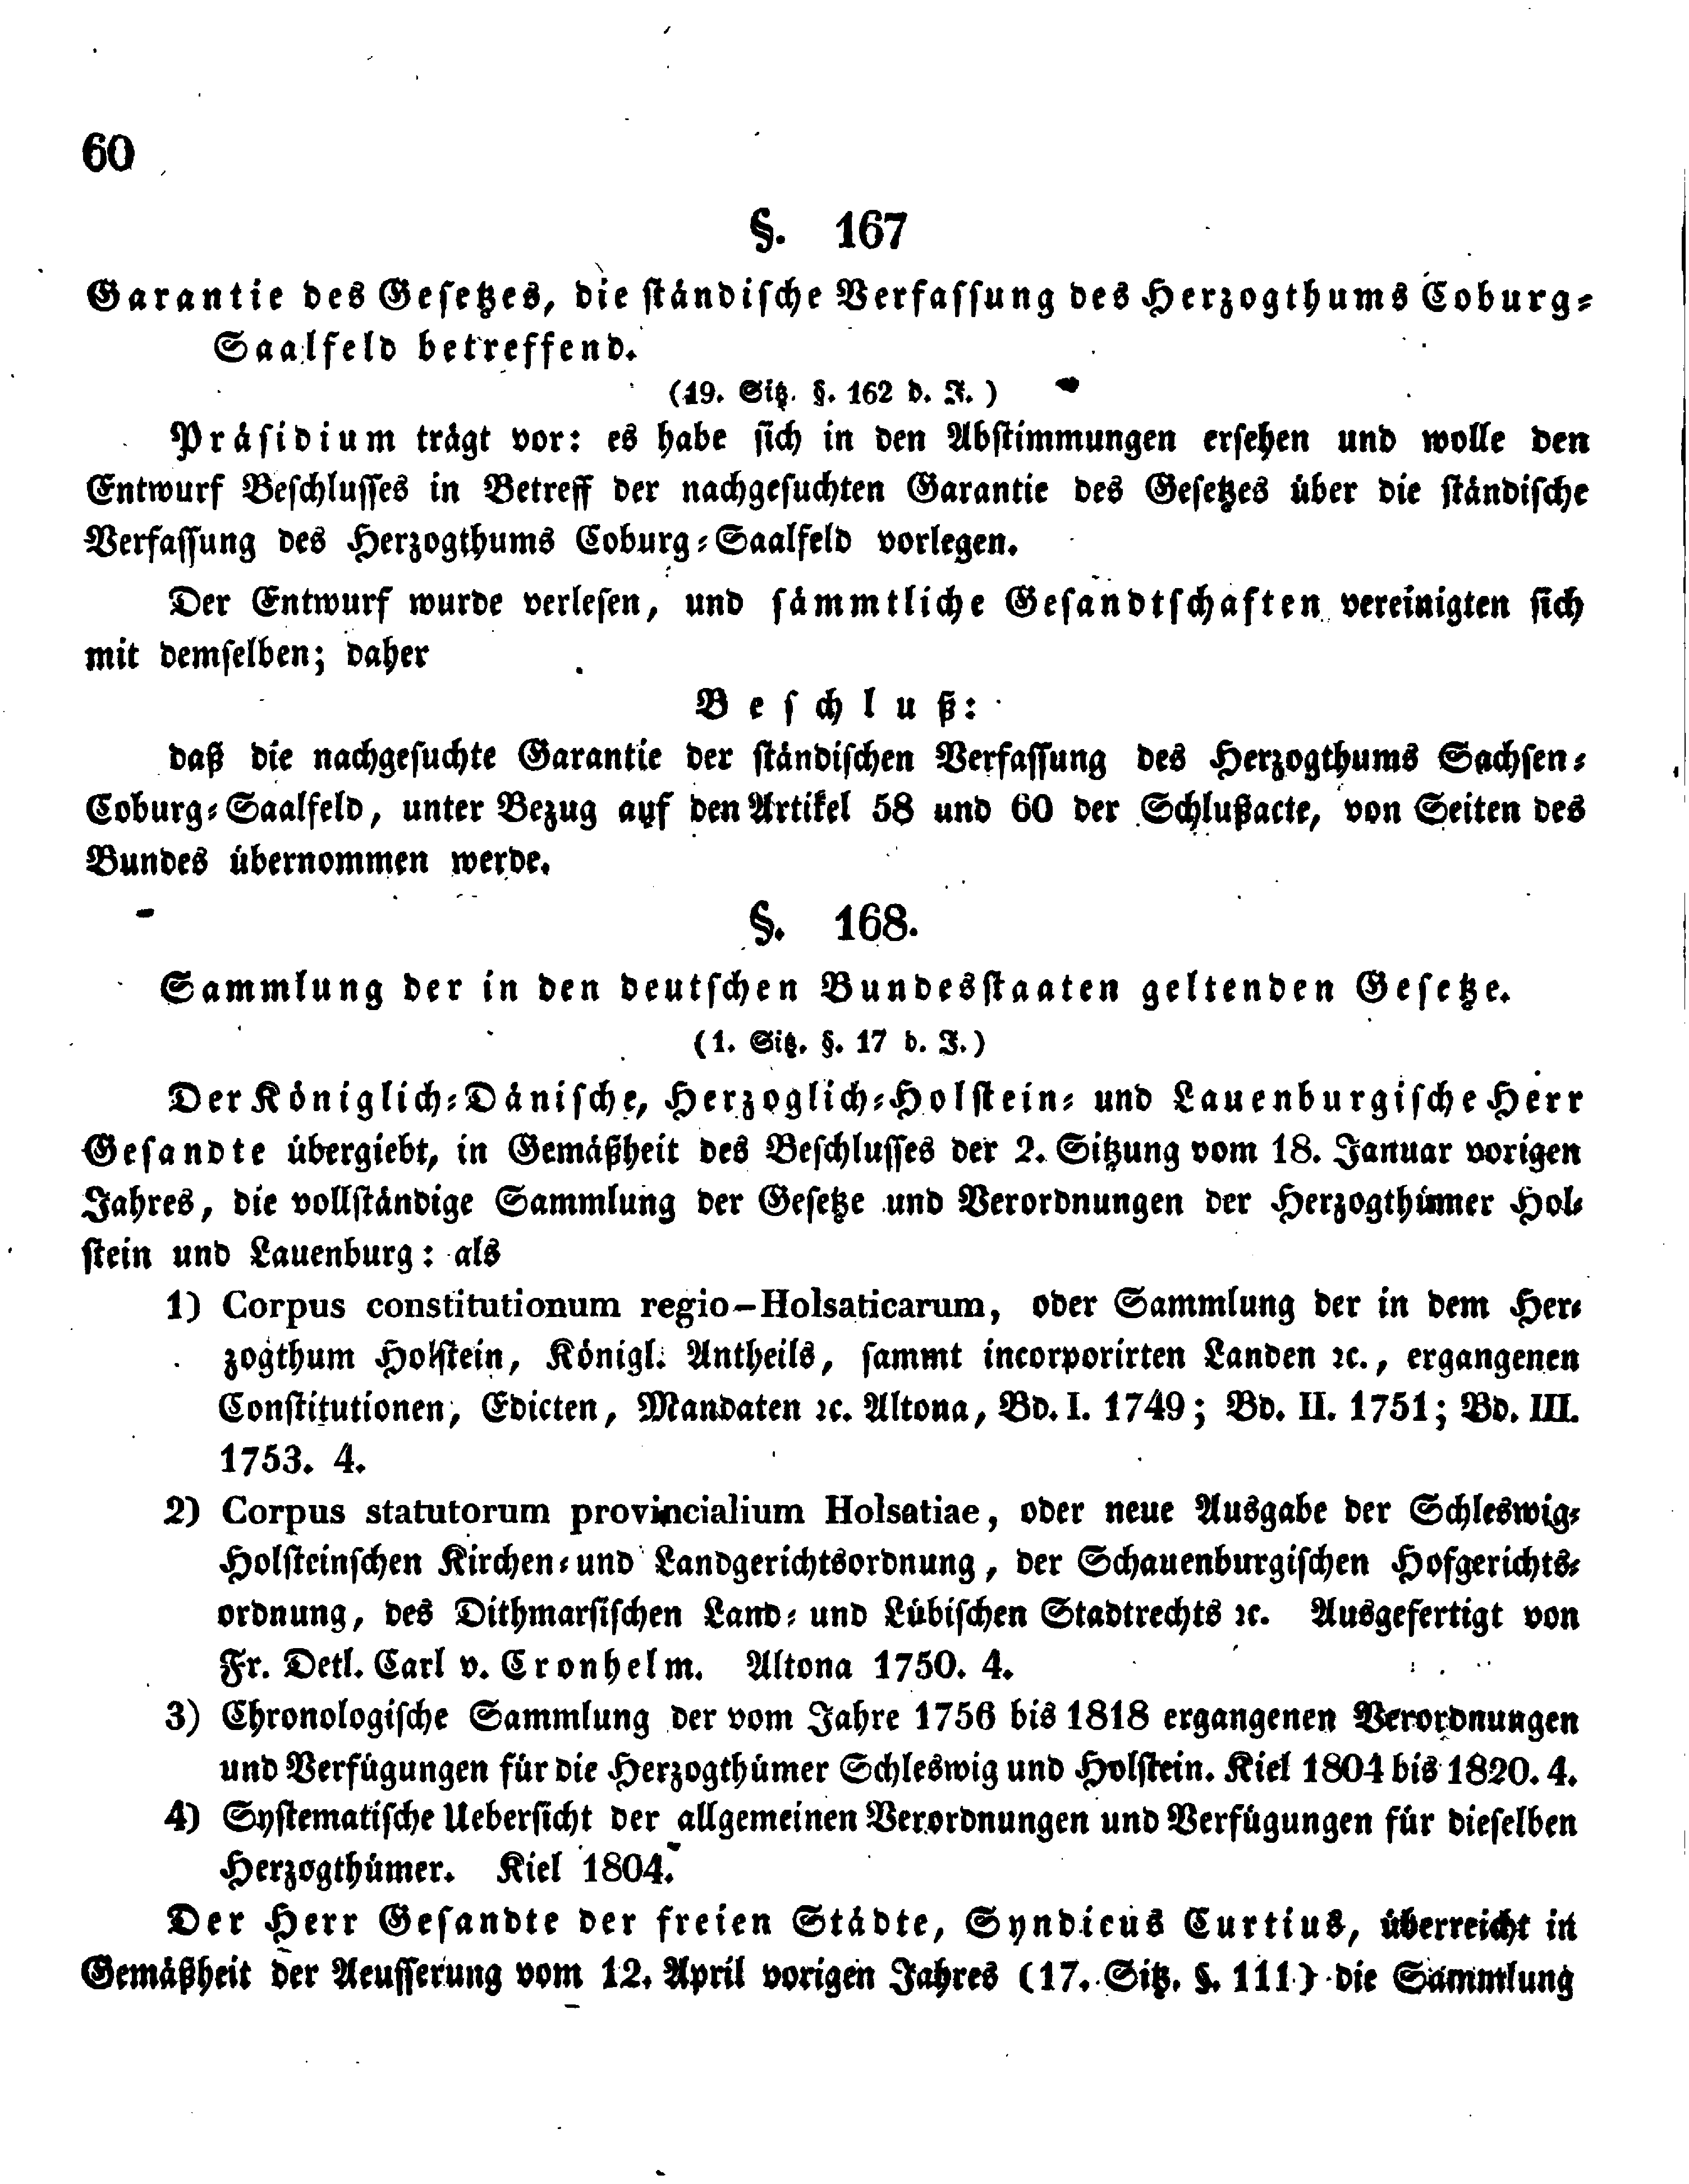 60
§. 167
Garantie des Gesetzes, die ständische Verfassung des Herzogthums Coburg-
Saalfeld betreffend.
(19. Sitz. §. 162 d. J.)
Präsidium trägt vor: es habe sich in den Abstimmungen ersehen und wolle den
Entwurf Beschlusses in Betreff der nachgesuchten Garantie des Gesetzes über die ständische
Verfassung des Herzogthums Coburg-Saalfeld vorlegen.
Der Entwurf wurde verlesen, und sämmtliche Gesandtschaften vereinigten sich
mit demselben; daher
Beschluß:
daß die nachgesuchte Garantie der ständischen Verfassung des Herzogthums Sachsen-
Coburg-Saalfeld, unter Bezug auf den Artikel 58 und 60 der Schlußacte, von Seiten des
Bundes übernommen werde.
§. 168.
Sammlung der in den deutschen Bundesstaaten geltenden Gesetze.
(1. Sitz. §. 17 d. J.)
Der Königlich-Dänische, Herzoglich-Holstein- und Lauenburgische Herr
Gesandte übergiebt, in Gemäßheit des Beschlusses der 2. Sitzung vom 18. Januar vorigen
Jahres, die vollständige Sammlung der Gesetze und Verordnungen der Herzogthümer Hol-
stein und Lauenburg: als
1) Corpus constitutionum regio-Holsaticarum, oder Sammlung der in dem Her-
zogthum Holstein, Königl. Antheils, sammt incorporirten Landen ꝛc., ergangenen
Constitutionen, Edicten, Mandaten ꝛc. Altona, Bd. I. 1749; Bd. II. 1751; Bd. III.
1753. 4.
2) Corpus statutorum provincialium Holsatiae, oder neue Ausgabe der Schleswig-
Holsteinschen Kirchen- und Landgerichtsordnung, der Schauenburgischen Hofgerichts-
ordnung, des Dithmarsischen Land- und Lübischen Stadtrechts ꝛc. Ausgefertigt von
Fr. Detl. Carl v. Cronhelm. Altona 1750. 4.
3) Chronologische Sammlung der vom Jahre 1756 bis 1818 ergangenen Verordnungen
und Verfügungen für die Herzogthümer Schleswig und Holstein. Kiel 1804 bis 1820. 4.
4) Systematische Uebersicht der allgemeinen Verordnungen und Verfügungen für dieselben
Herzogthümer. Kiel 1804.
Der Herr Gesandte der freien Städte, Syndicus Curtius, überreicht in
Gemäßheit der Aeusserung vom 12. April vorigen Jahres (17. Sitz. §. 111) die Sammlung